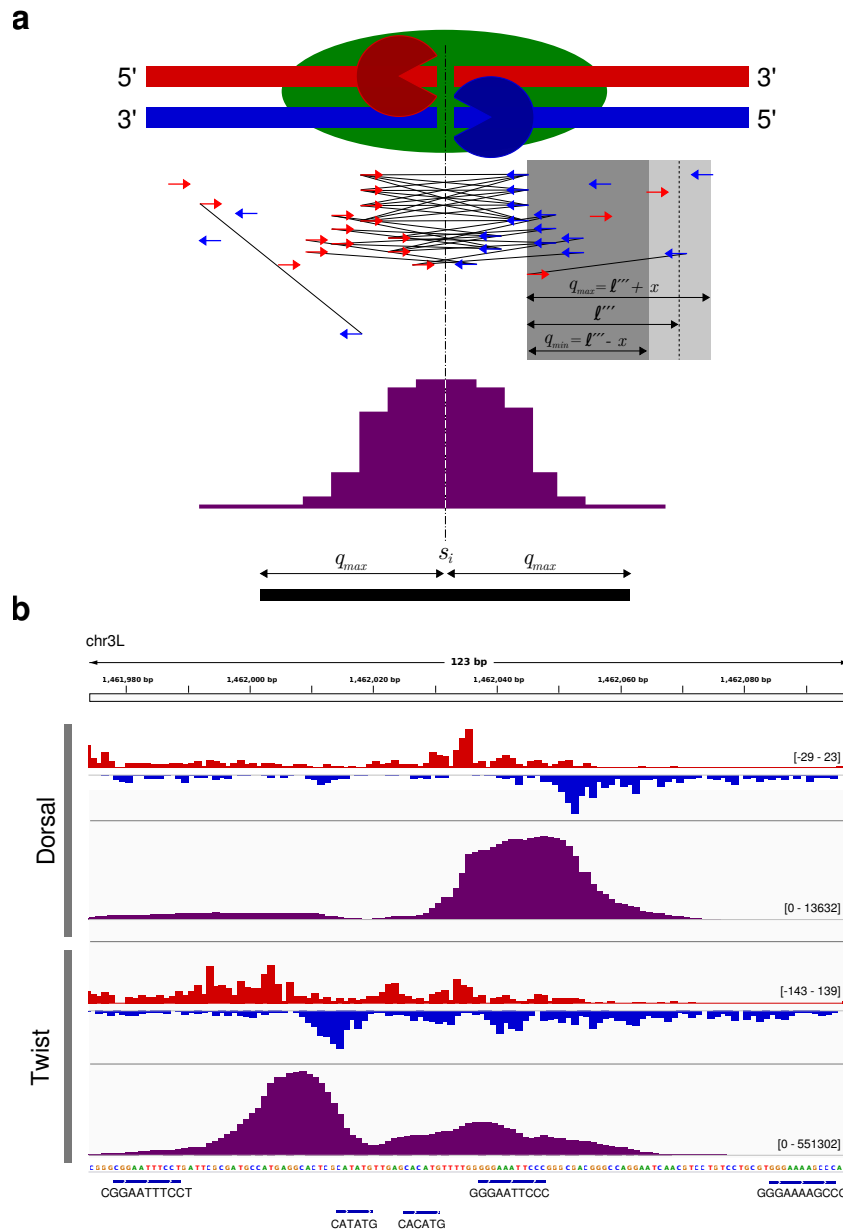 a
5'
3'
3'
5'
q_max = ℓ''' + x
ℓ'''
q_min = ℓ''' - x
s_i
q_max
q_max
b
chr3L
123 bp
1,461,980 bp 1,462,000 bp 1,462,020 bp 1,462,040 bp 1,462,060 bp 1,462,080 bp
Dorsal
[-29 - 23]
[0 - 13632]
Twist
[-143 - 139]
[0 - 551302]
CGGAATTTCCT
GGGAATTCCC
GGGAAAAGCCC
CATATG
CACATG